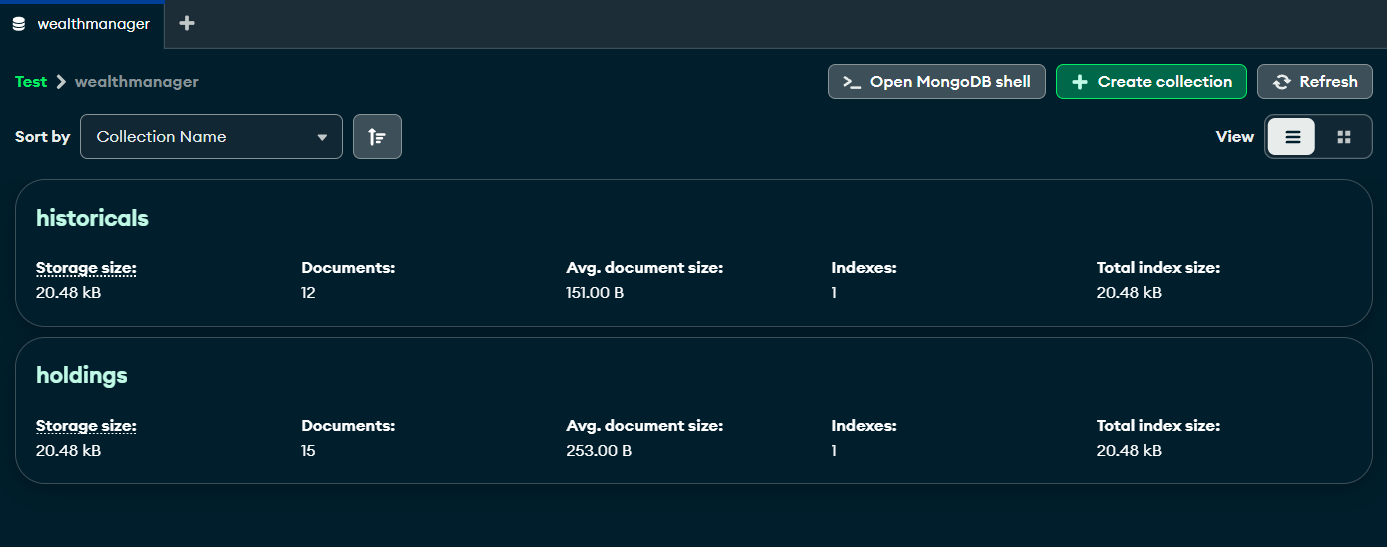 wealthmanager
Test wealthmanager
Open MongoDB shell
Create collection
Refresh
Sort by Collection Name
View
historicals
Storage size: Documents: Avg. document size: Indexes: Total index size:
20.48 kB 12 151.00 B 1 20.48 kB
holdings
Storage size: Documents: Avg. document size: Indexes: Total index size:
20.48 kB 15 253.00 B 1 20.48 kB